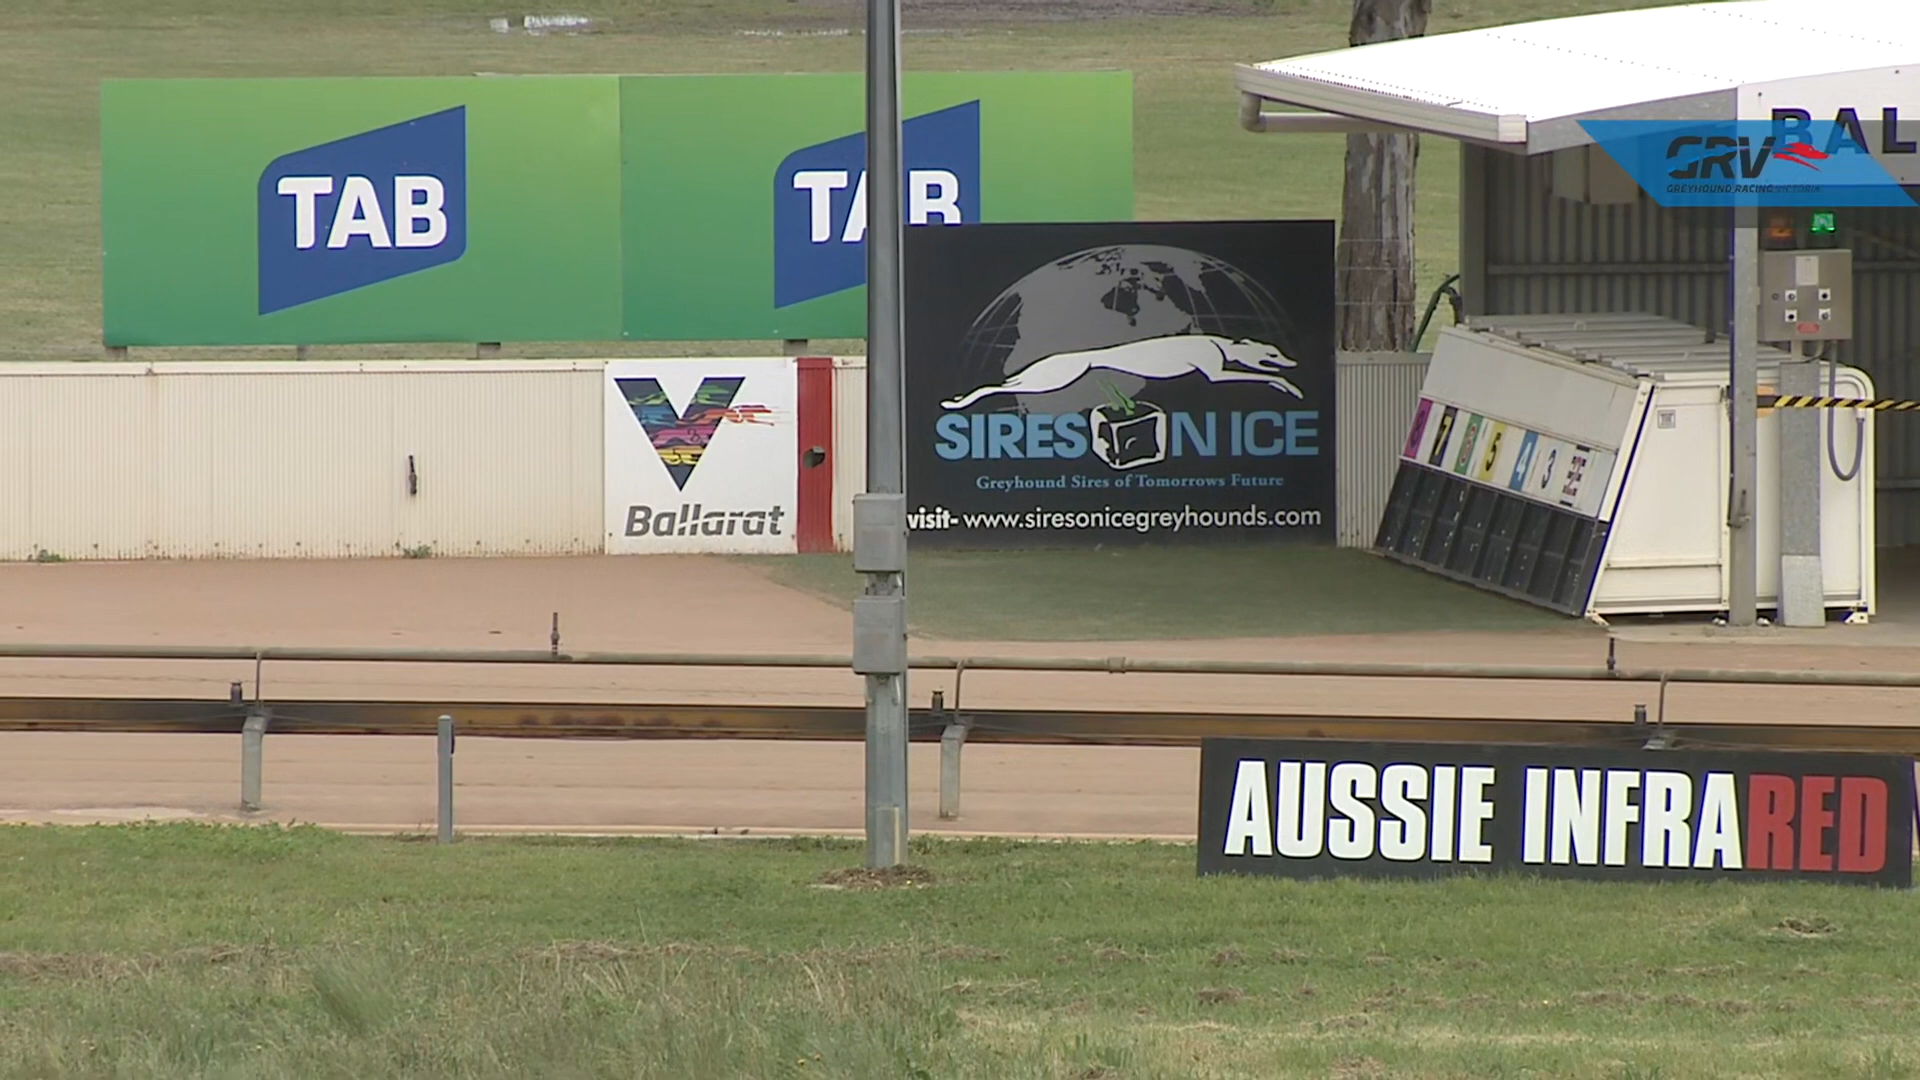 TAB
TAB
BAL
GRV
GREYHOUND RACING VICTORIA
SIRES ON ICE
Greyhound Sires of Tomorrows Future
visit- www.siresonicegreyhounds.com
V
Ballarat
8 7 6 5 4 3 2
AUSSIE INFRARED